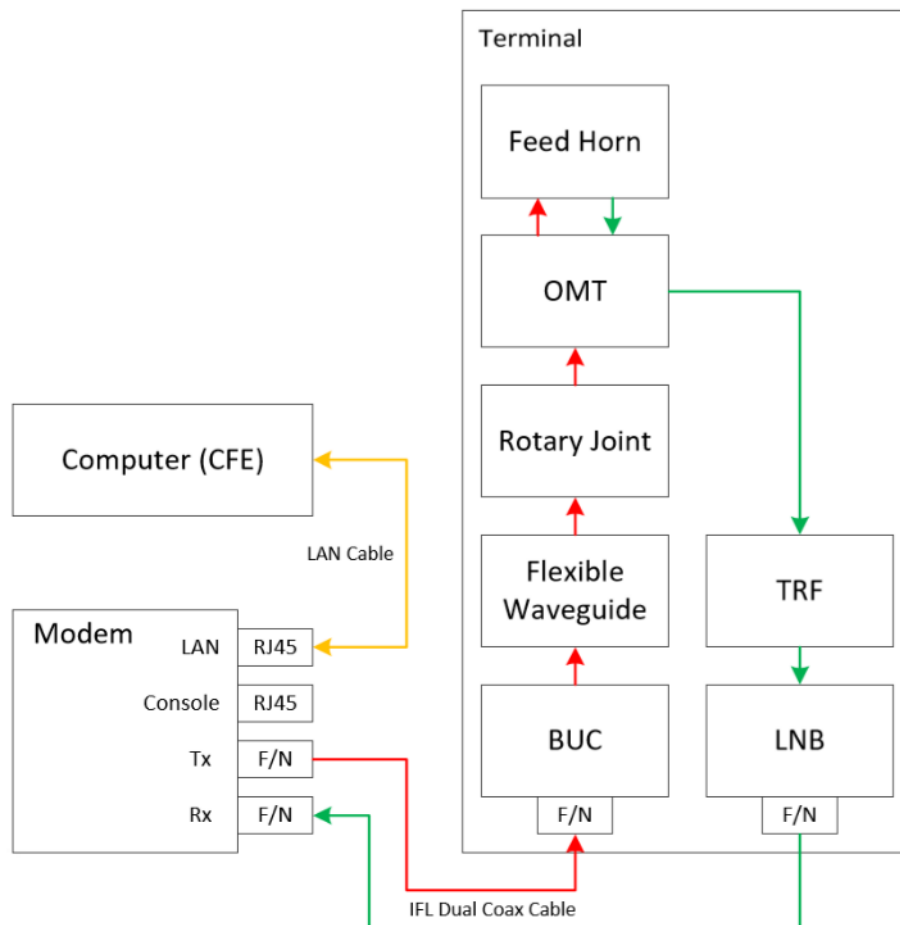 Terminal
Feed Horn
OMT
Rotary Joint
Computer (CFE)
LAN Cable
Flexible
Waveguide
TRF
Modem
LAN
RJ45
Console
RJ45
Tx
F/N
Rx
F/N
BUC
F/N
LNB
F/N
IFL Dual Coax Cable